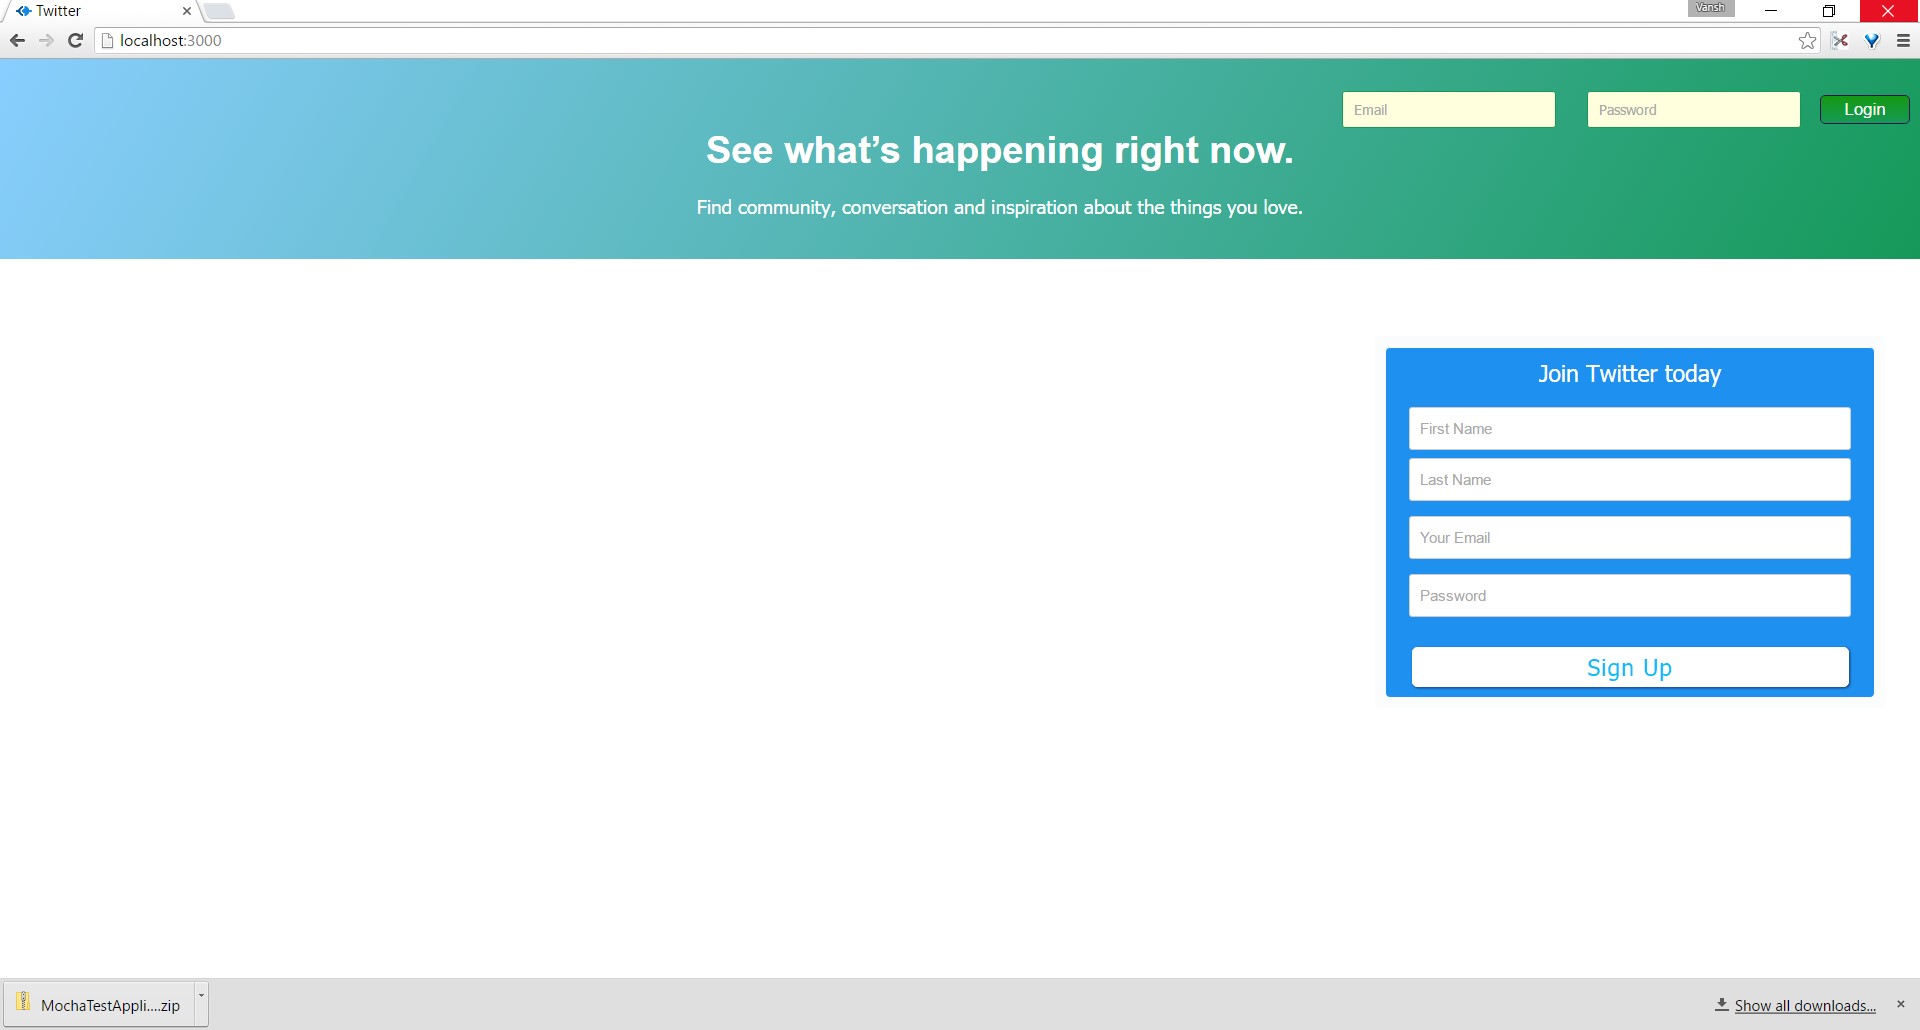 Twitter
Vansh
localhost:3000
Email
Password
Login
See what’s happening right now.
Find community, conversation and inspiration about the things you love.
Join Twitter today
First Name
Last Name
Your Email
Password
Sign Up
MochaTestAppli....zip
Show all downloads...